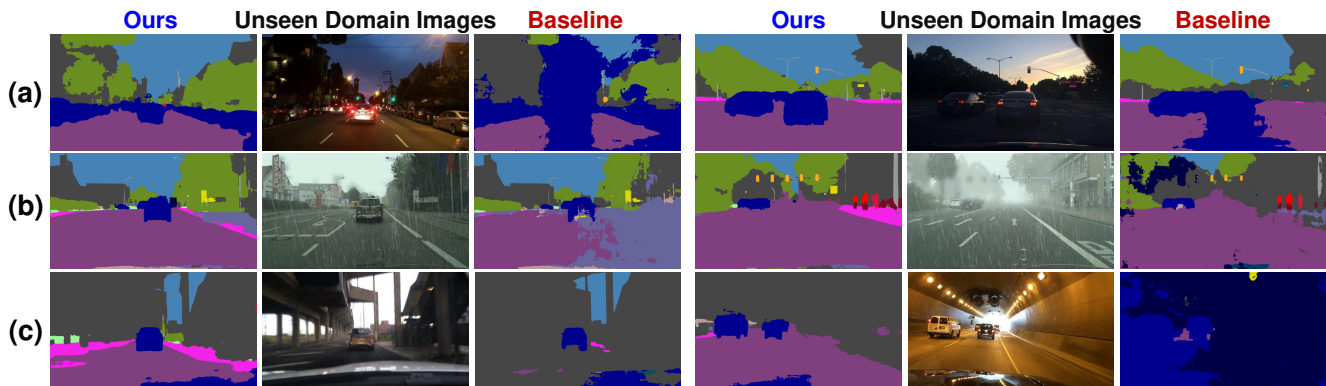 Ours Unseen Domain Images Baseline Ours Unseen Domain Images Baseline
(a)
(b)
(c)